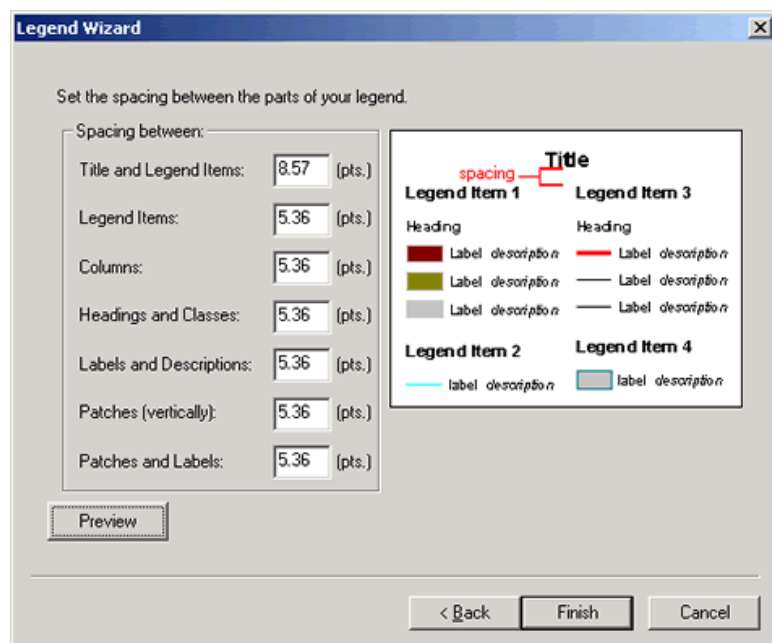 Legend Wizard
Set the spacing between the parts of your legend.
Spacing between:
Title and Legend Items: 8.57 (pts.)
Legend Items: 5.36 (pts.)
Columns: 5.36 (pts.)
Headings and Classes: 5.36 (pts.)
Labels and Descriptions: 5.36 (pts.)
Patches (vertically): 5.36 (pts.)
Patches and Labels: 5.36 (pts.)
Title
spacing
Legend Item 1
Heading
Label description
Label description
Label description
Legend Item 2
label description
Legend Item 3
Heading
Label description
Label description
Label description
Legend Item 4
label description
Preview
< Back
Finish
Cancel